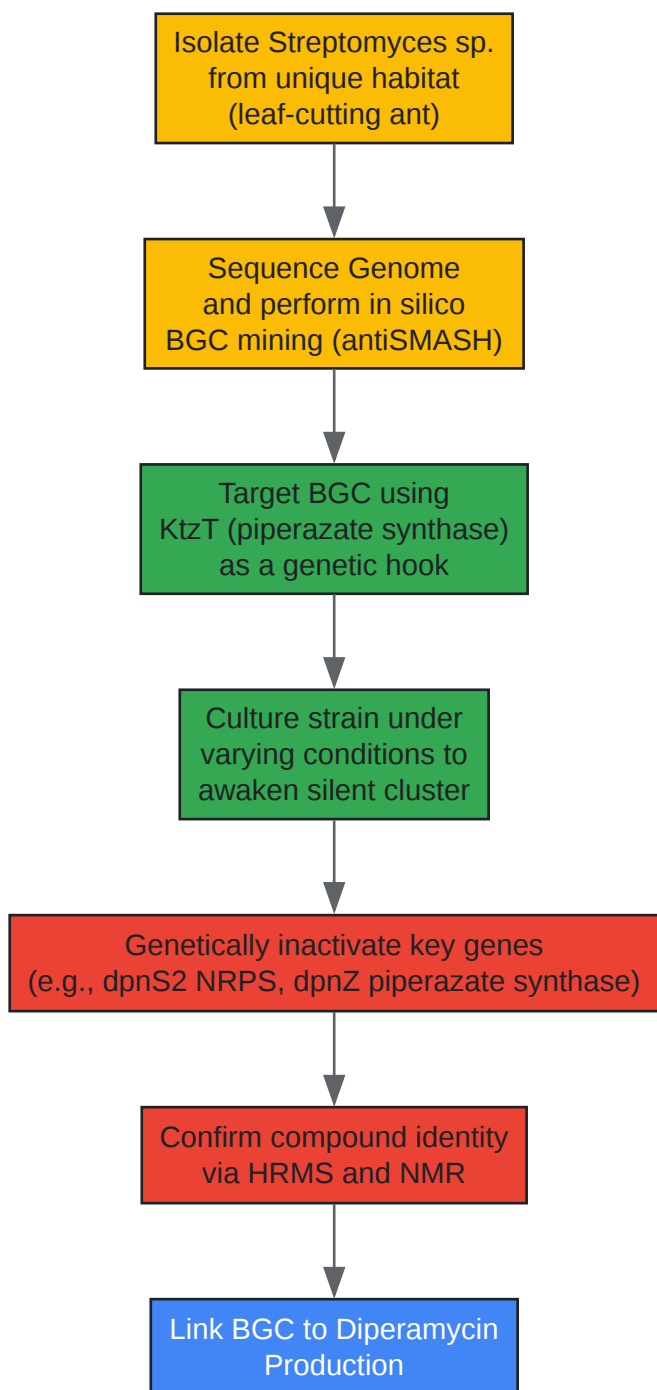 Isolate Streptomyces sp.
from unique habitat
(leaf-cutting ant)
Sequence Genome
and perform in silico
BGC mining (antiSMASH)
Target BGC using
KtzT (piperazate synthase)
as a genetic hook
Culture strain under
varying conditions to
awaken silent cluster
Genetically inactivate key genes
(e.g., dpnS2 NRPS, dpnZ piperazate synthase)
Confirm compound identity
via HRMS and NMR
Link BGC to Diperamycin
Production